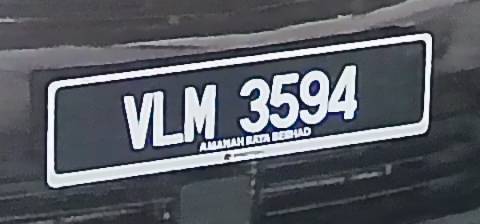 VLM 3594
AMANAH RAYA BERHAD